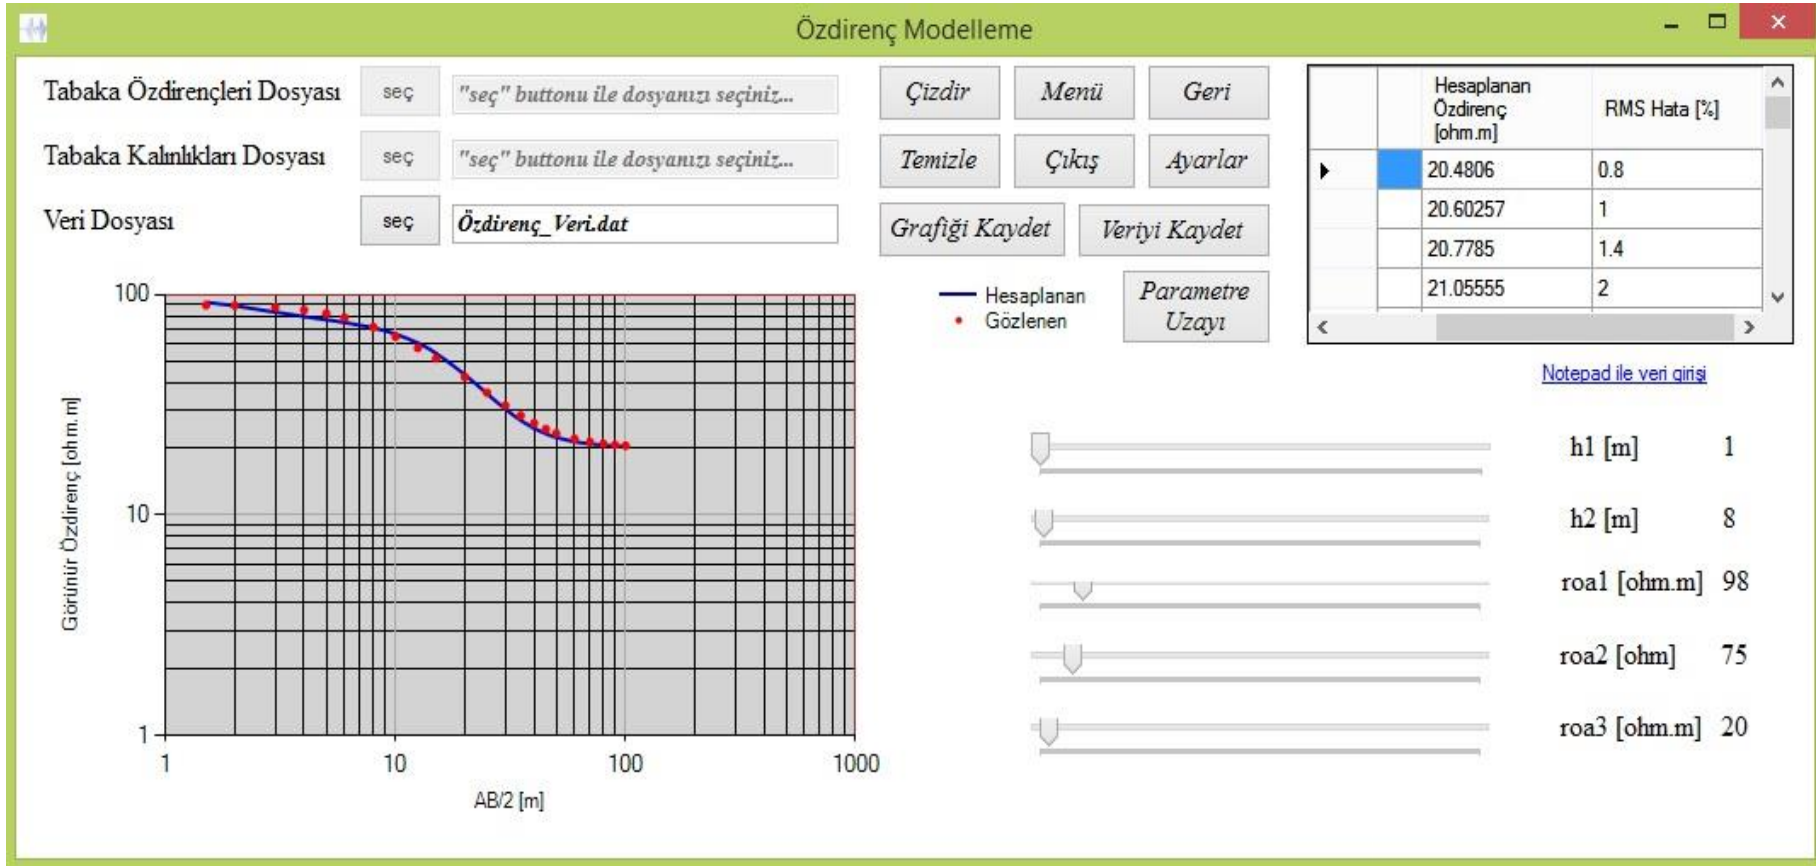 Özdirenç Modelleme
Tabaka Özdirençleri Dosyası seç "seç" buttonu ile dosyanızı seçiniz...
Tabaka Kalınlıkları Dosyası seç "seç" buttonu ile dosyanızı seçiniz...
Veri Dosyası seç Özdirenç_Veri.dat
Çizdir Menü Geri
Temizle Çıkış Ayarlar
Grafiği Kaydet Veriyi Kaydet
Parametre
Uzayı
Hesaplanan
Özdirenç
[ohm.m]
RMS Hata [%]
20.4806 0.8
20.60257 1
20.7785 1.4
21.05555 2
Notepad ile veri girişi
Hesaplanan
Gözlenen
100
10
1
1 10 100 1000
Görünür Özdirenç [ohm.m]
AB/2 [m]
h1 [m] 1
h2 [m] 8
roa1 [ohm.m] 98
roa2 [ohm] 75
roa3 [ohm.m] 20